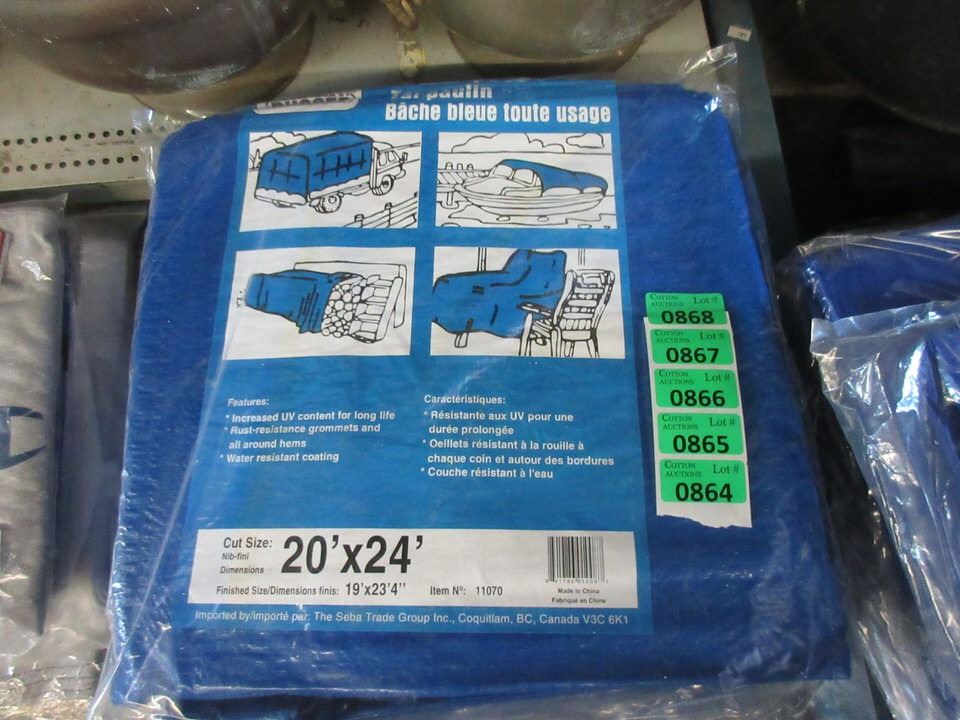 Tarpaulin
Bâche bleue toute usage
Features:
* Increased UV content for long life
* Rust-resistance grommets and
all around hems
* Water resistant coating
Caractéristiques:
* Résistante aux UV pour une
durée prolongée
* Oeillets résistant à la rouille à
chaque coin et autour des bordures
* Couche résistant à l'eau
COTTON AUCTIONS Lot #
0868
COTTON AUCTIONS Lot #
0867
COTTON AUCTIONS Lot #
0866
COTTON AUCTIONS Lot #
0865
COTTON AUCTIONS Lot #
0864
Cut Size: 20'x24'
Nib-fini
Dimensions
Finished Size/Dimensions finis: 19'x23'4" Item Nº: 11070
Made in China
Fabriqué en China
Imported by/importé par: The Seba Trade Group Inc., Coquitlam, BC, Canada V3C 6K1